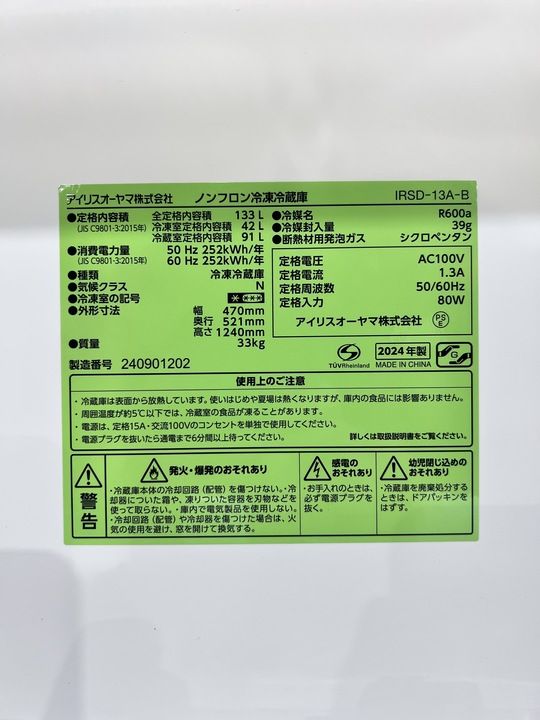 アイリスオーヤマ株式会社 ノンフロン冷凍冷蔵庫 IRSD-13A-B
●定格内容積 全定格内容積 133 L
(JIS C9801-3:2015年) 冷凍室定格内容積 42 L
冷蔵室定格内容積 91 L
●消費電力量 50 Hz 252kWh/年
(JIS C9801-3:2015年) 60 Hz 252kWh/年
●種類 冷凍冷蔵庫
●気候クラス N
●冷凍室の記号
●外形寸法 幅 470mm
奥行 521mm
高さ 1240mm
●質量 33kg
製造番号 240901202
●冷媒名 R600a
●冷媒封入量 39g
●断熱材用発泡ガス シクロペンタン
定格電圧 AC100V
定格電流 1.3A
定格周波数 50/60Hz
定格入力 80W
アイリスオーヤマ株式会社 PSE
TÜVRheinland
2024 年製
MADE IN CHINA
G
使用上のご注意
・冷蔵庫は表面から放熱しています。使いはじめや夏場は熱くなりますが、庫内の食品には影響ありません。
・周囲温度が約5℃以下では、冷蔵室の食品が凍ることがあります。
・電源は、定格15A・交流100Vのコンセントを単独で使用してください。
・電源プラグを抜いたら通電まで6分間以上待ってください。 詳しくは取扱説明書をご覧ください。
警告
発火・爆発のおそれあり
・冷蔵庫本体の冷却回路（配管）を傷つけない。・冷
却器についた霜や、凍りついた容器を刃物などを
使って取らない。・庫内で電気製品を使用しない。
・冷却回路（配管）や冷却器を傷つけた場合は、火
気の使用を避け、窓を開けて換気する。
感電の
おそれあり
・お手入れのときは、
必ず電源プラグを
抜く。
幼児閉じ込めの
おそれあり
・冷蔵庫を廃棄処分する
ときは、ドアパッキンを
はずす。